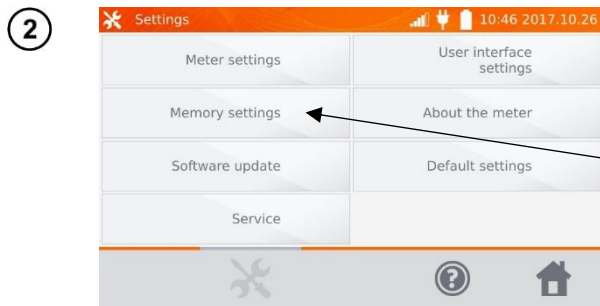 2
Settings
10:46 2017.10.26
Meter settings
User interface
settings
Memory settings
About the meter
Software update
Default settings
Service
?